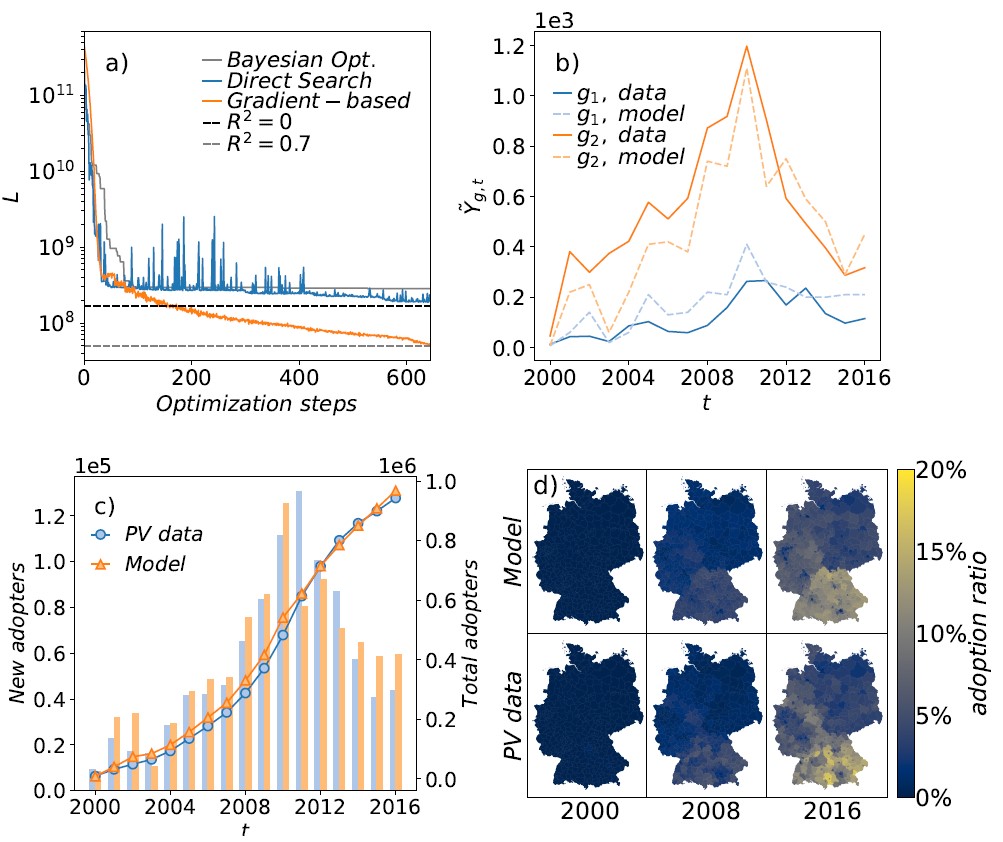 a)
Bayesian Opt.
Direct Search
Gradient − based
R² = 0
R² = 0.7
10¹¹
10¹⁰
10⁹
10⁸
L
0 200 400 600
Optimization steps
1e3
b)
g₁, data
g₁, model
g₂, data
g₂, model
1.2
1.0
0.8
0.6
0.4
0.2
0.0
Ỹg,t
2000 2004 2008 2012 2016
t
1e5 1e6
c)
PV data
Model
1.2
1.0
0.8
0.6
0.4
0.2
0.0
New adopters
1.0
0.8
0.6
0.4
0.2
0.0
Total adopters
2000 2004 2008 2012 2016
t
d)
Model
PV data
2000 2008 2016
20%
15%
10%
5%
0%
adoption ratio